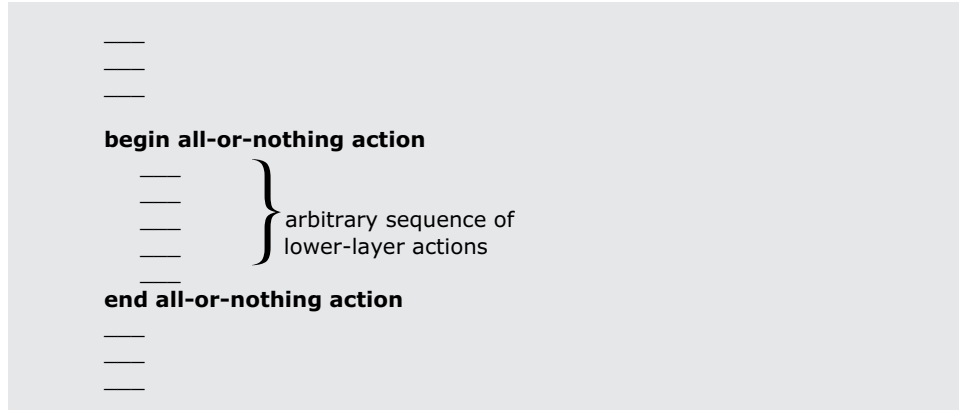 begin all-or-nothing action
arbitrary sequence of
lower-layer actions
end all-or-nothing action